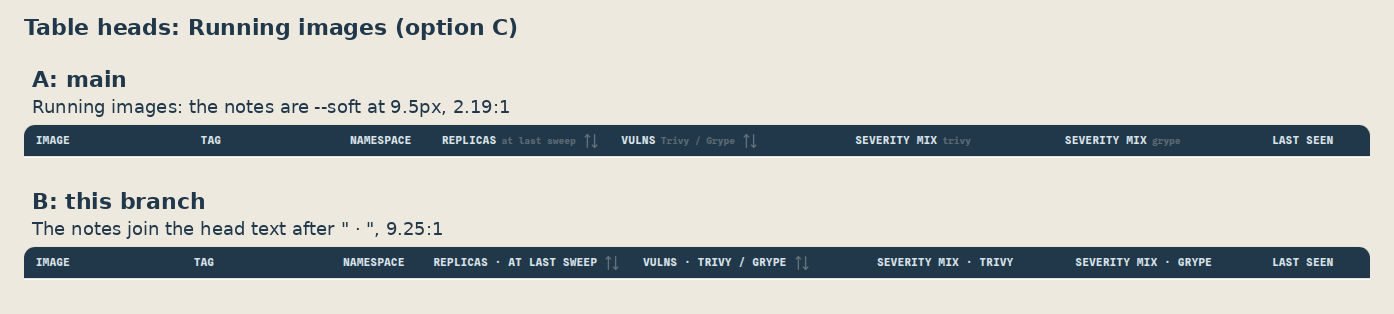 Table heads: Running images (option C)
A: main
Running images: the notes are --soft at 9.5px, 2.19:1
IMAGE TAG NAMESPACE REPLICAS at last sweep ↑↓ VULNS Trivy / Grype ↑↓ SEVERITY MIX trivy SEVERITY MIX grype LAST SEEN
B: this branch
The notes join the head text after " · ", 9.25:1
IMAGE TAG NAMESPACE REPLICAS · AT LAST SWEEP ↑↓ VULNS · TRIVY / GRYPE ↑↓ SEVERITY MIX · TRIVY SEVERITY MIX · GRYPE LAST SEEN